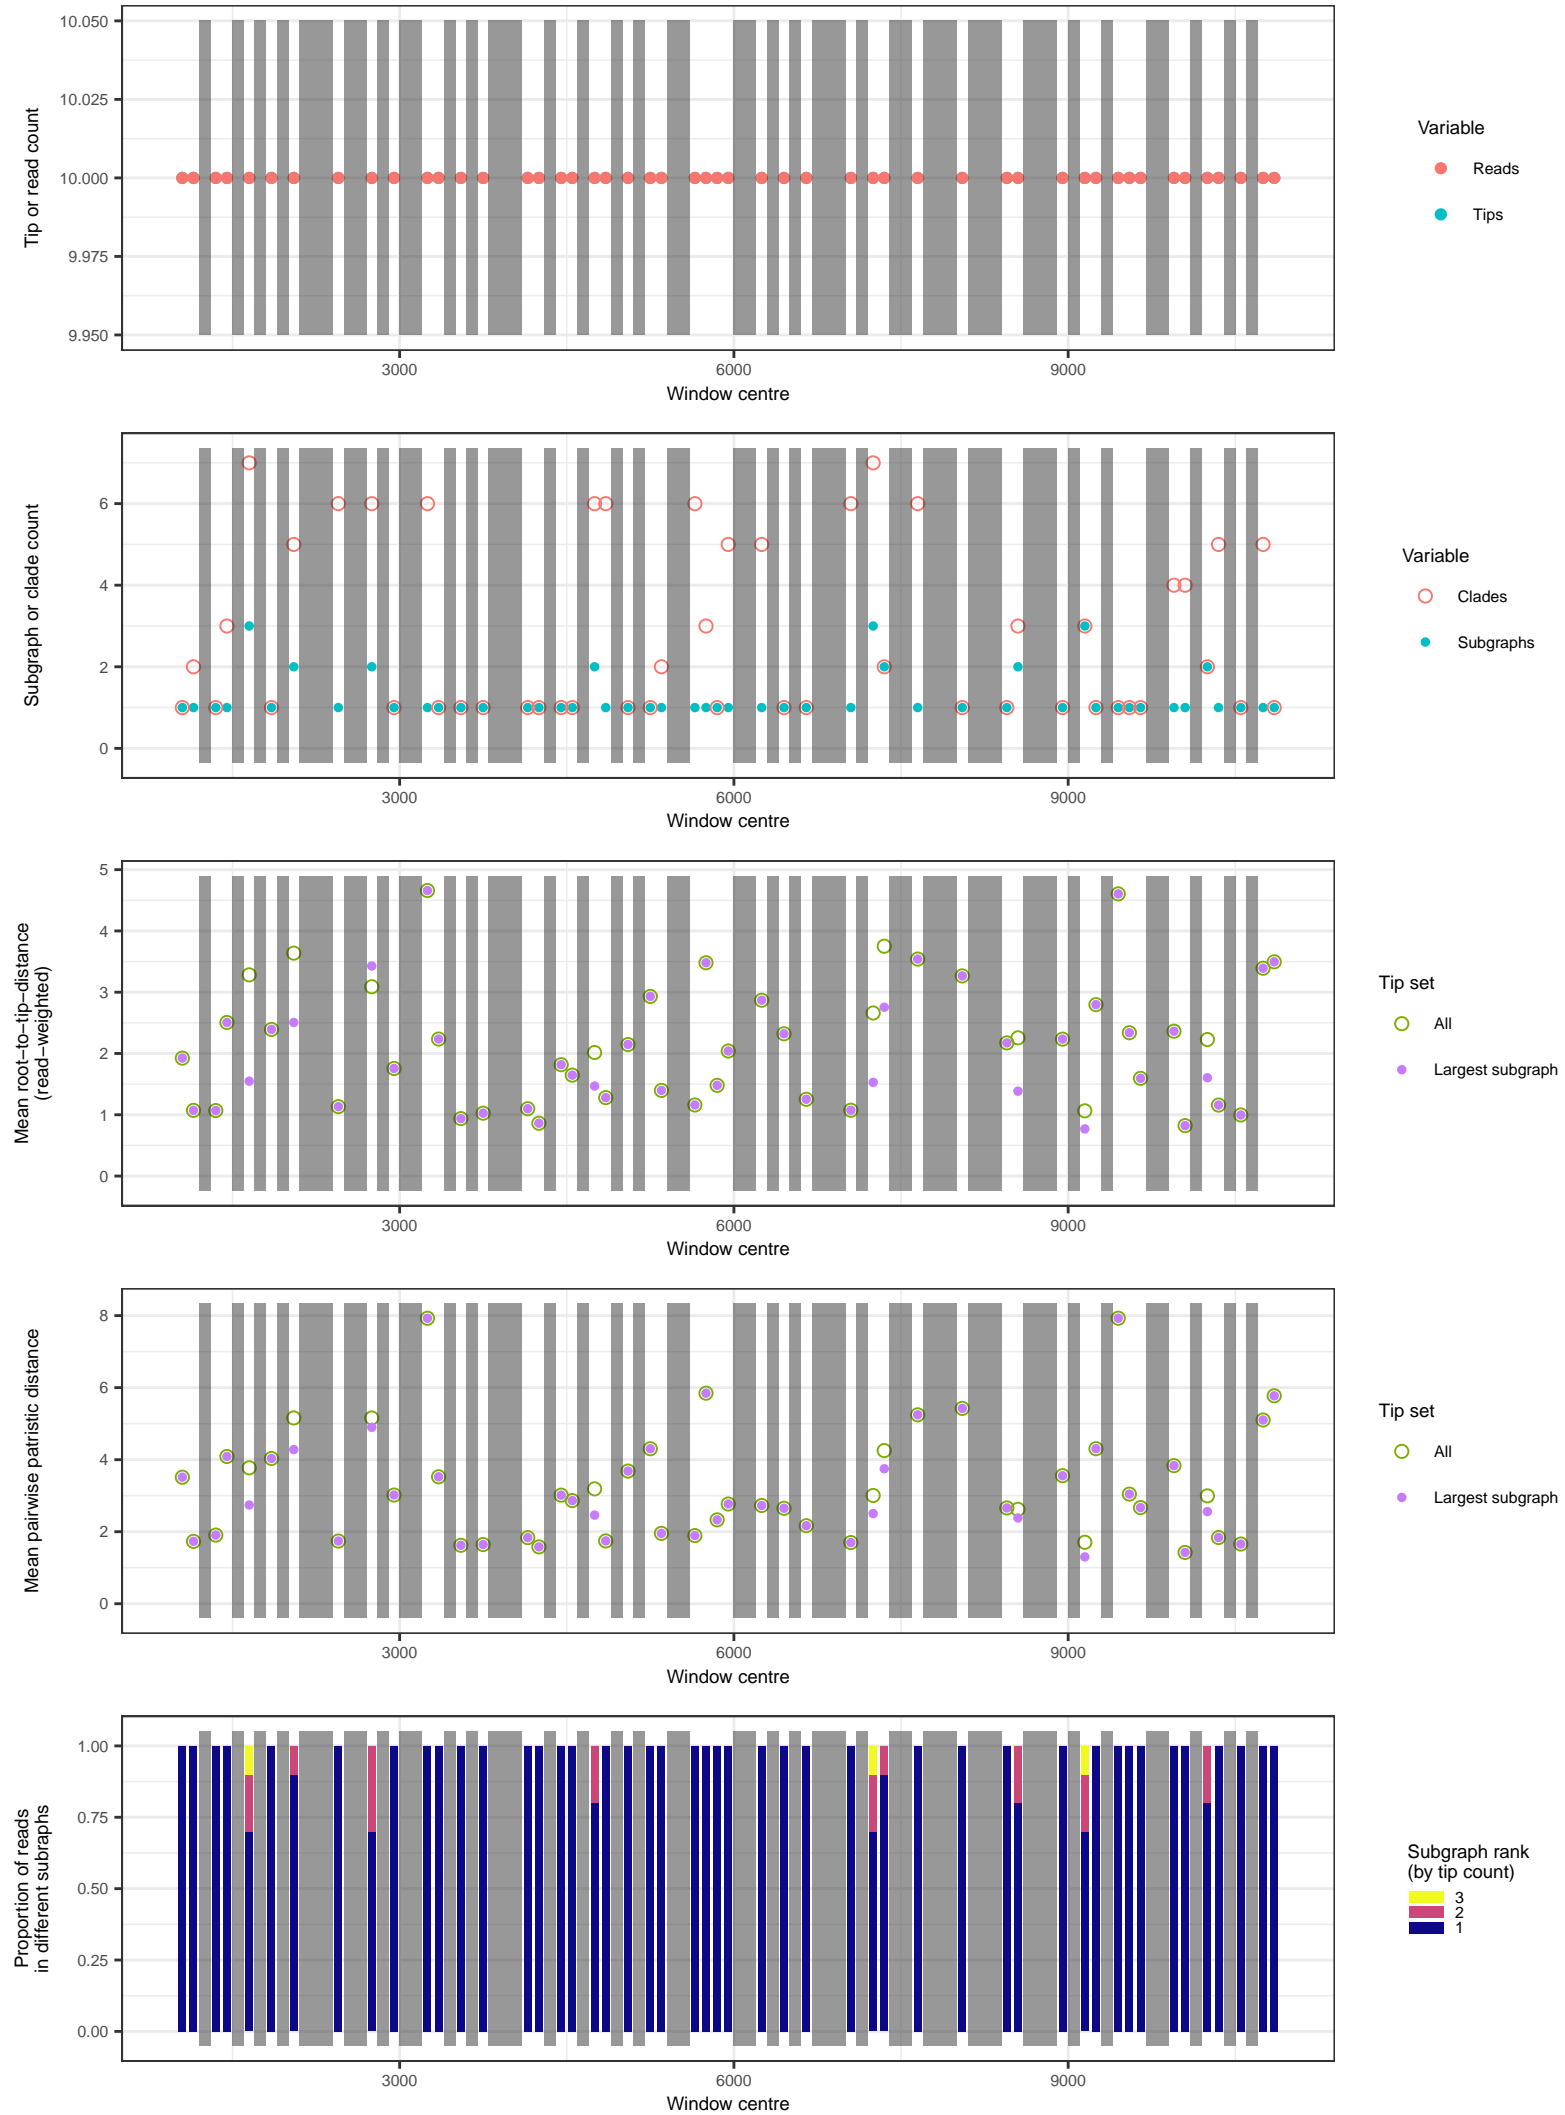 10.050
10.025
10.000
9.975
9.950
Tip or read count
3000
6000
9000
Window centre
Variable
Reads
Tips
6
4
2
0
Subgraph or clade count
3000
6000
9000
Window centre
Variable
Clades
Subgraphs
5
4
3
2
1
0
Mean root−to−tip−distance
(read−weighted)
3000
6000
9000
Window centre
Tip set
All
Largest subgraph
8
6
4
2
0
Mean pairwise patristic distance
3000
6000
9000
Window centre
Tip set
All
Largest subgraph
1.00
0.75
0.50
0.25
0.00
Proportion of reads
in different subraphs
3000
6000
9000
Window centre
Subgraph rank
(by tip count)
3
2
1